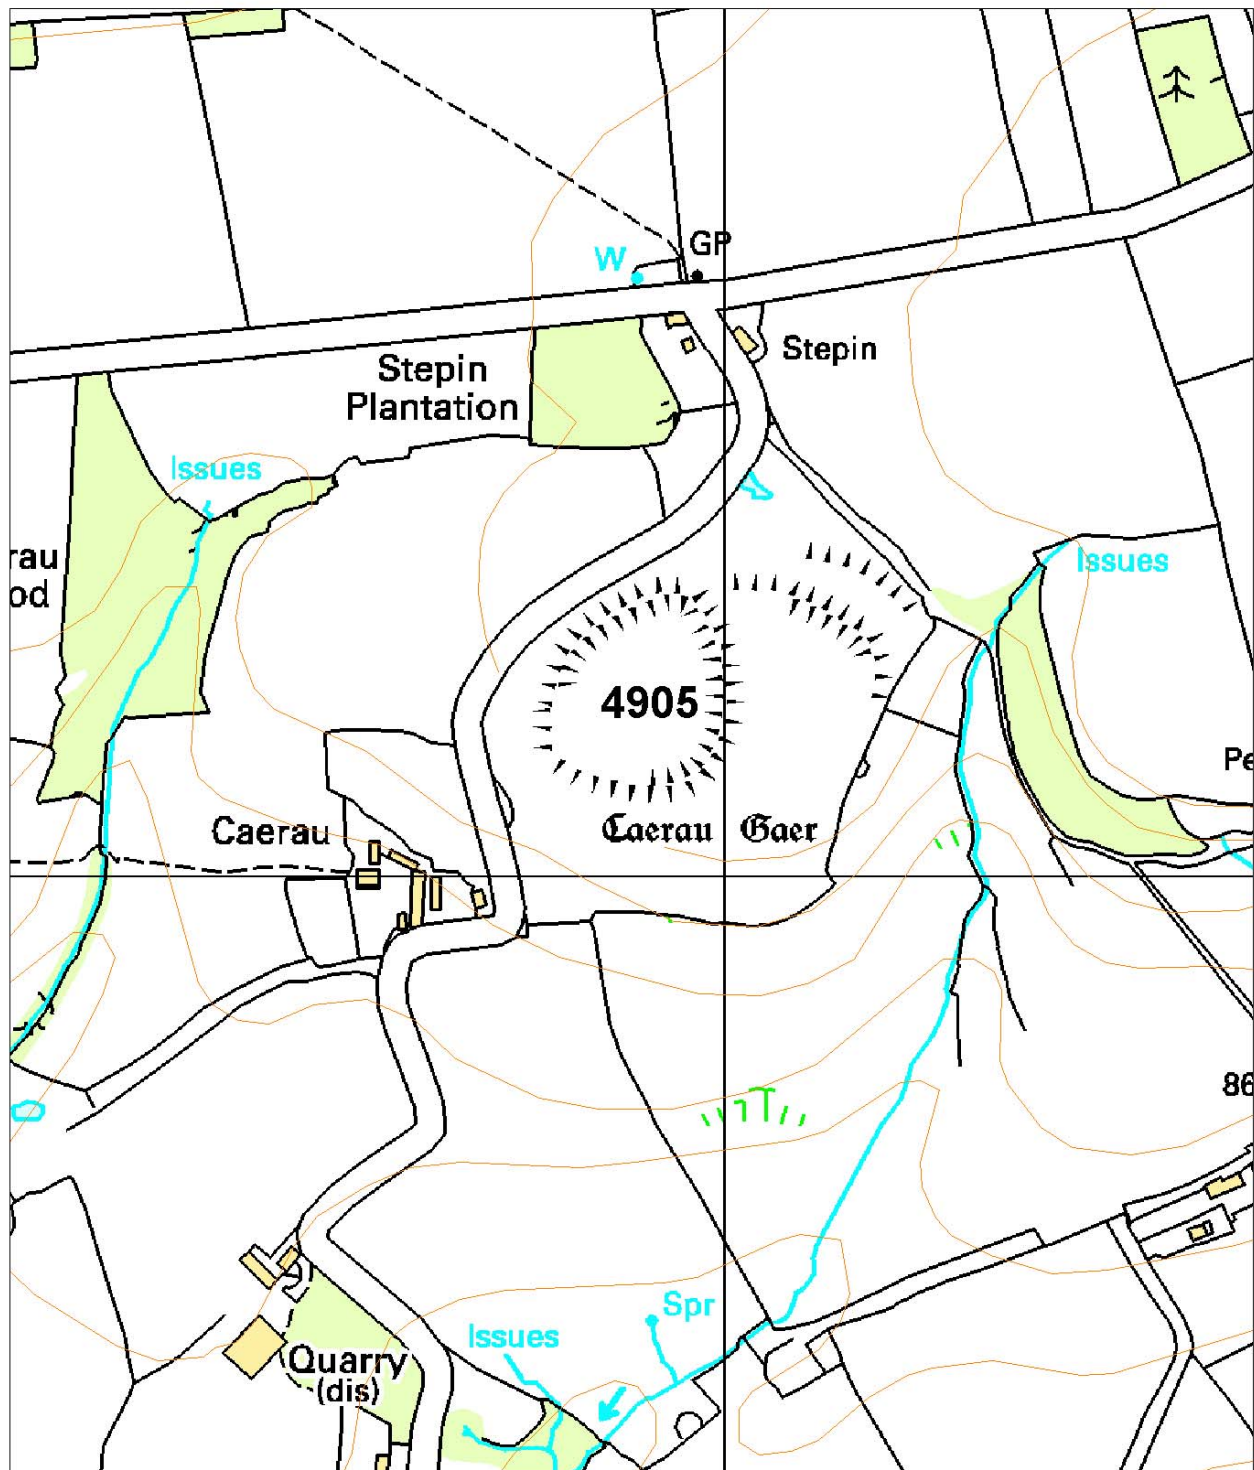 GP
W
Stepin
Stepin
Plantation
Issues
rau
od
Issues
4905
Pe
Caerau
Caerau Gaer
86
Spr
Issues
Quarry
(dis)